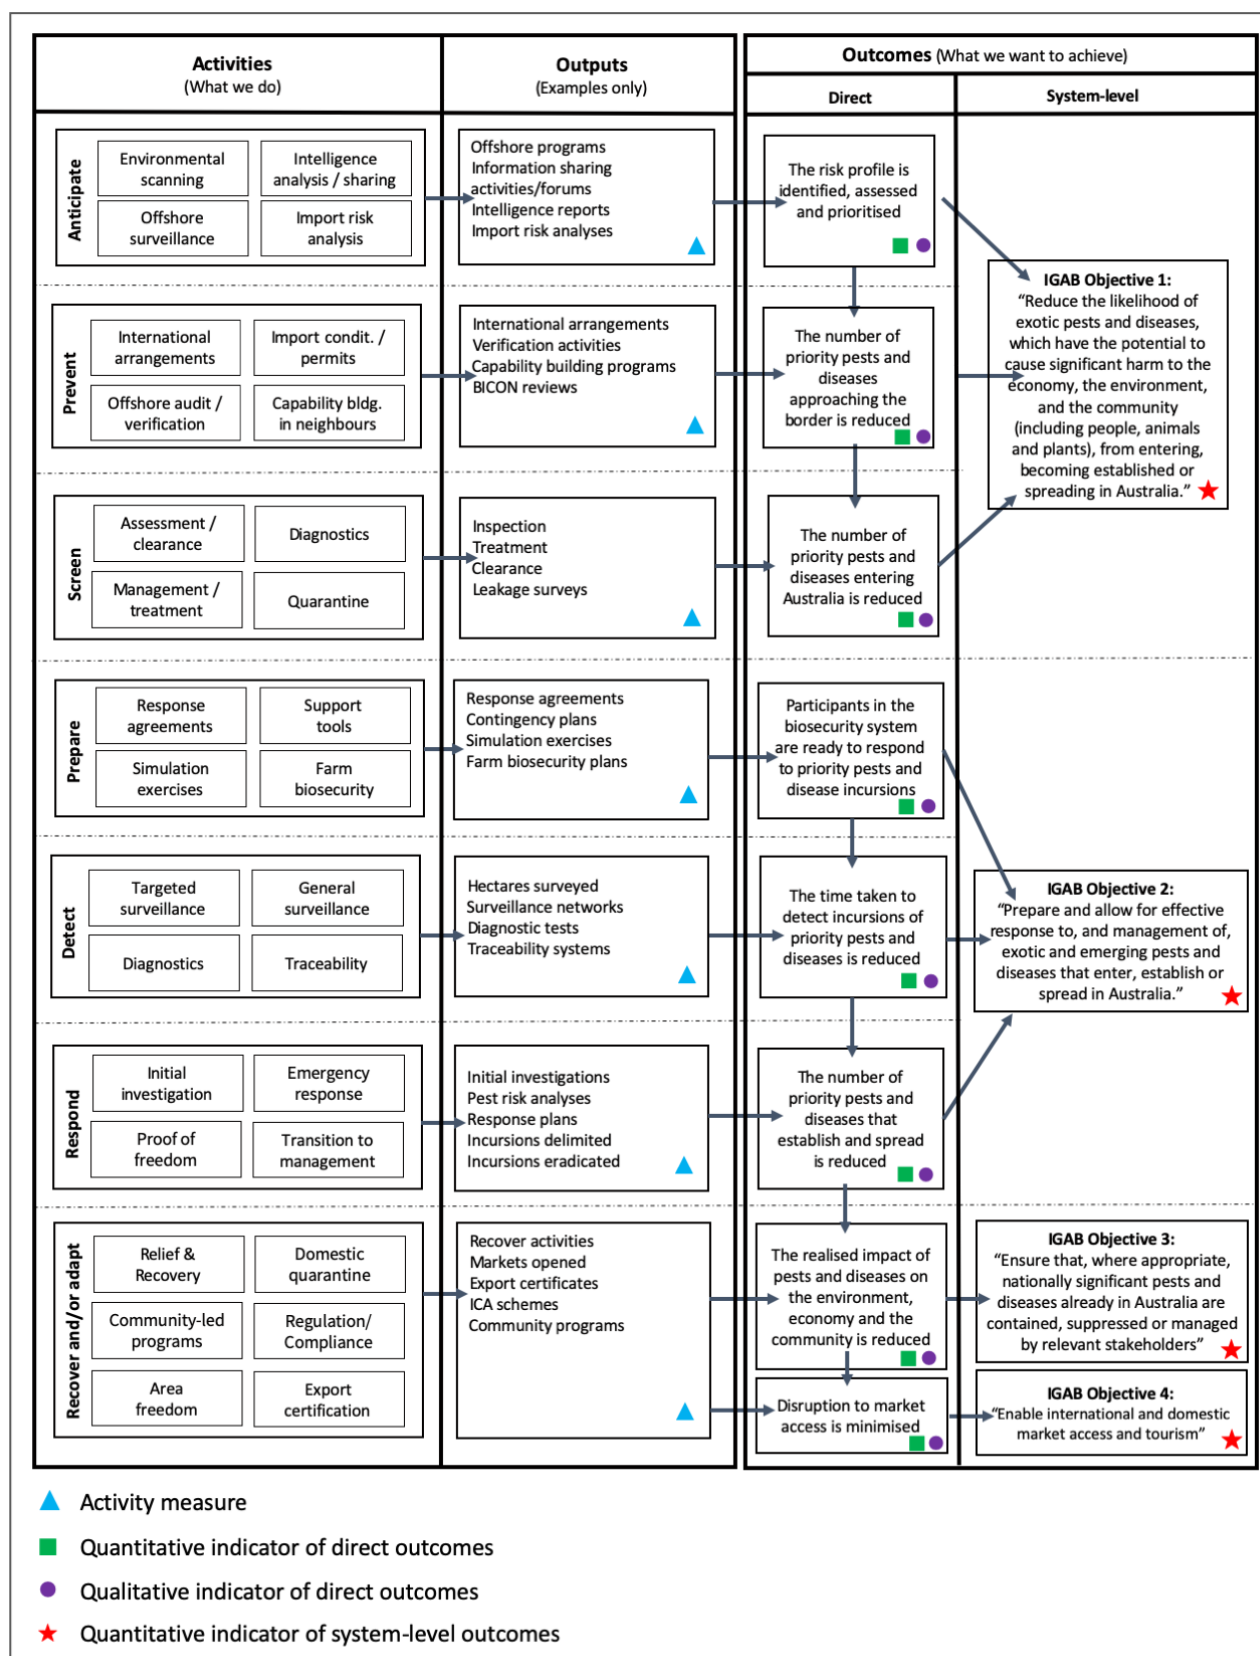 Activities
(What we do)
Outputs
(Examples only)
Outcomes (What we want to achieve)
Direct
System-level
Anticipate
Environmental
scanning
Intelligence
analysis / sharing
Offshore
surveillance
Import risk
analysis
Offshore programs
Information sharing
activities/forums
Intelligence reports
Import risk analyses
The risk profile is
identified, assessed
and prioritised
IGAB Objective 1:
“Reduce the likelihood of
exotic pests and diseases,
which have the potential to
cause significant harm to the
economy, the environment,
and the community
(including people, animals
and plants), from entering,
becoming established or
spreading in Australia.”
Prevent
International
arrangements
Import condit. /
permits
Offshore audit /
verification
Capability bldg.
in neighbours
International arrangements
Verification activities
Capability building programs
BICON reviews
The number of
priority pests and
diseases
approaching the
border is reduced
Screen
Assessment /
clearance
Diagnostics
Management /
treatment
Quarantine
Inspection
Treatment
Clearance
Leakage surveys
The number of
priority pests and
diseases entering
Australia is reduced
Prepare
Response
agreements
Support
tools
Simulation
exercises
Farm
biosecurity
Response agreements
Contingency plans
Simulation exercises
Farm biosecurity plans
Participants in the
biosecurity system
are ready to respond
to priority pests and
disease incursions
Detect
Targeted
surveillance
General
surveillance
Diagnostics
Traceability
Hectares surveyed
Surveillance networks
Diagnostic tests
Traceability systems
The time taken to
detect incursions of
priority pests and
diseases is reduced
IGAB Objective 2:
“Prepare and allow for effective
response to, and management of,
exotic and emerging pests and
diseases that enter, establish or
spread in Australia.”
Respond
Initial
investigation
Emergency
response
Proof of
freedom
Transition to
management
Initial investigations
Pest risk analyses
Response plans
Incursions delimited
Incursions eradicated
The number of
priority pests and
diseases that
establish and spread
is reduced
Recover and/or adapt
Relief &
Recovery
Domestic
quarantine
Community-led
programs
Regulation/
Compliance
Area
freedom
Export
certification
Recover activities
Markets opened
Export certificates
ICA schemes
Community programs
The realised impact of
pests and diseases on
the environment,
economy and the
community is reduced
IGAB Objective 3:
“Ensure that, where appropriate,
nationally significant pests and
diseases already in Australia are
contained, suppressed or managed
by relevant stakeholders”
Disruption to market
access is minimised
IGAB Objective 4:
“Enable international and domestic
market access and tourism”
Activity measure
Quantitative indicator of direct outcomes
Qualitative indicator of direct outcomes
Quantitative indicator of system-level outcomes